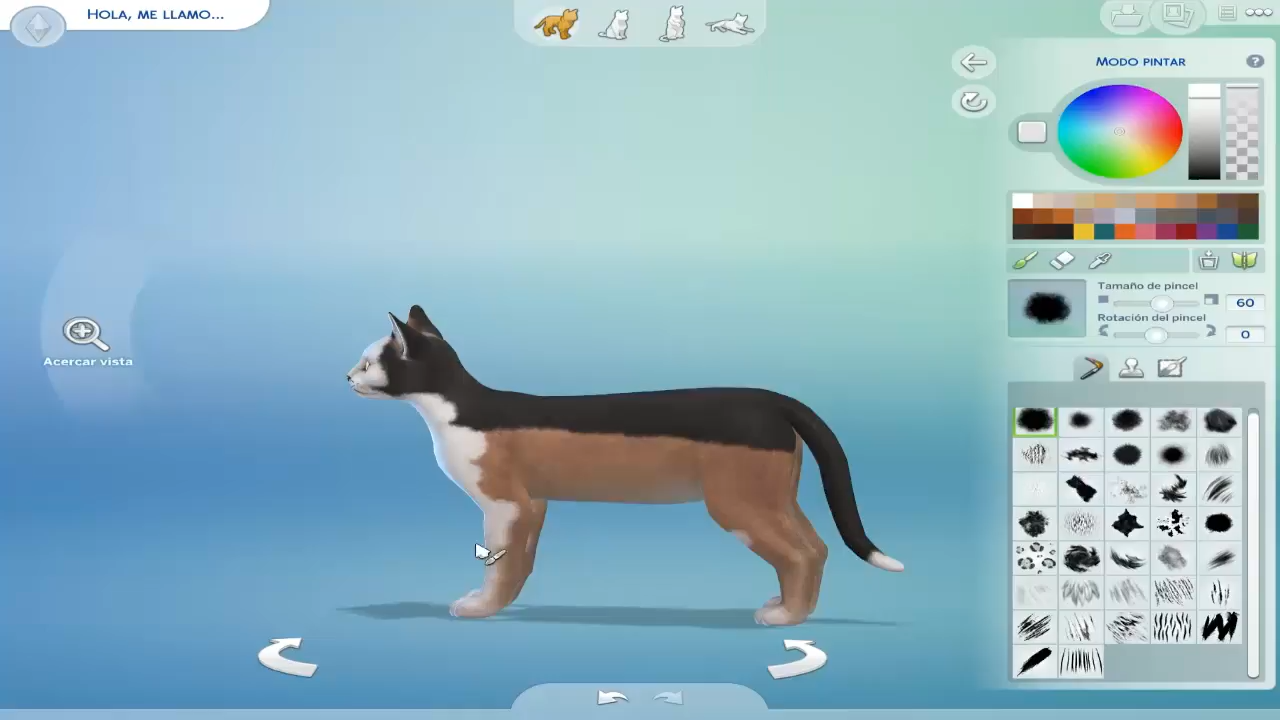 Hola, me llamo...
Modo pintar
?
Tamaño de pincel
60
Rotación del pincel
0
Acercar vista